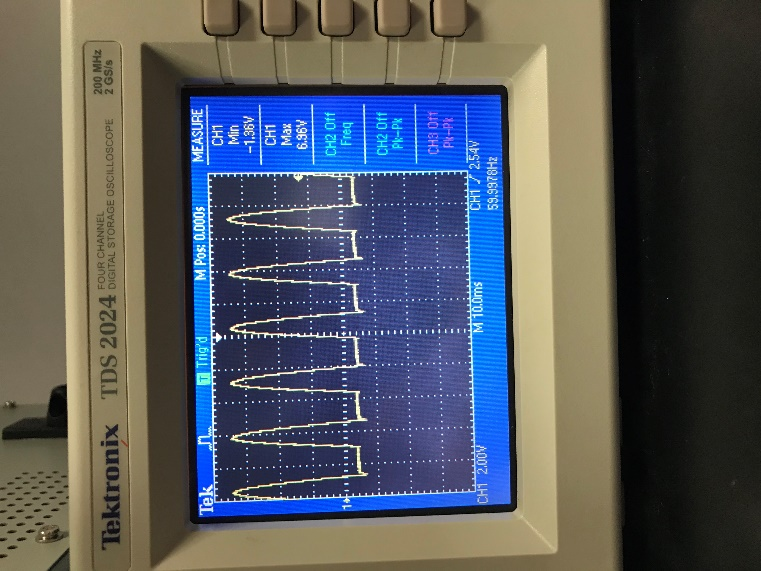 Tektronix TDS 2024
FOUR CHANNEL
DIGITAL STORAGE OSCILLOSCOPE
200 MHz
2 GS/s
Tek
T Trig'd
M Pos: 0.000s
MEASURE
CH1
Min
-1.36V
CH1
Max
6.96V
CH2 Off
Freq
CH2 Off
Pk-Pk
CH3 Off
Pk-Pk
1
CH1 2.00V
M 10.0ms
CH1 / 2.54V
59.9978Hz